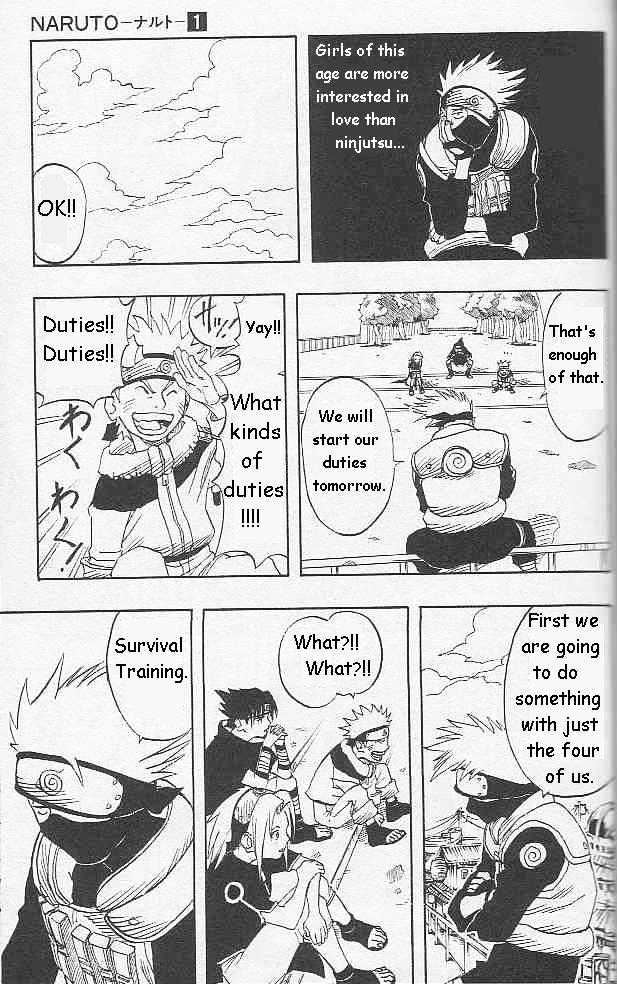 NARUTO—ナルト—1
Girls of this
age are more
interested in
love than
ninjutsu...
OK!!
That's
enough
of that.
We will
start our
duties
tomorrow.
サッ!!
Yay!!
Duties!!
Duties!!
What
kinds
of
duties
!!!!
わくわく!
First we
are going
to do
something
with just
the four
of us.
What?!!
What?!!
Survival
Training.